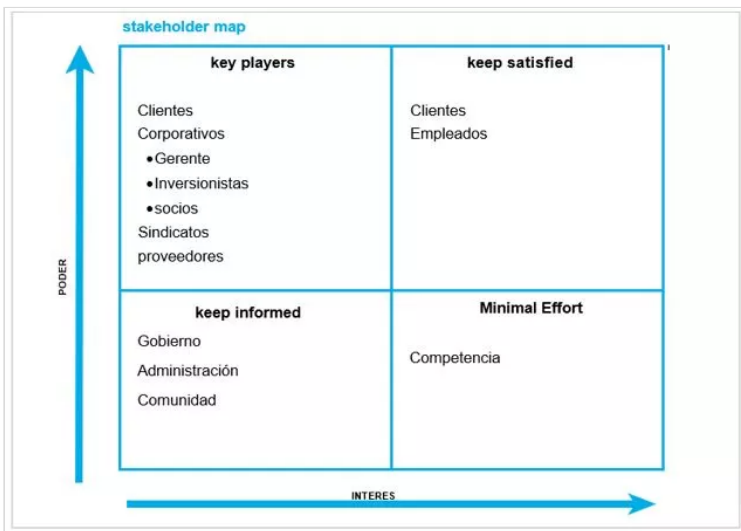 stakeholder map
key players
Clientes
Corporativos
•Gerente
•Inversionistas
•socios
Sindicatos
proveedores
keep satisfied
Clientes
Empleados
keep informed
Gobierno
Administración
Comunidad
Minimal Effort
Competencia
PODER
INTERES